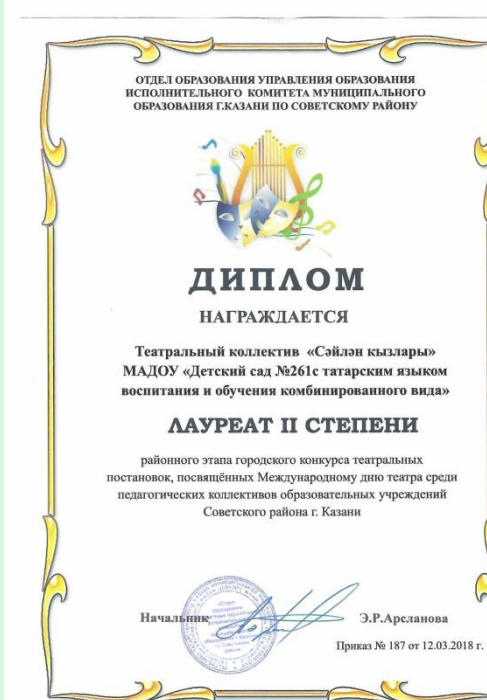 ОТДЕЛ ОБРАЗОВАНИЯ УПРАВЛЕНИЯ ОБРАЗОВАНИЯ
ИСПОЛНИТЕЛЬНОГО КОМИТЕТА МУНИЦИПАЛЬНОГО
ОБРАЗОВАНИЯ Г.КАЗАНИ ПО СОВЕТСКОМУ РАЙОНУ
ДИПЛОМ
НАГРАЖДАЕТСЯ
Театральный коллектив «Сәйлән кызлары»
МАДОУ «Детский сад №261с татарским языком
воспитания и обучения комбинированного вида»
ЛАУРЕАТ II СТЕПЕНИ
районного этапа городского конкурса театральных
постановок, посвящённых Международному дню театра среди
педагогических коллективов образовательных учреждений
Советского района г. Казани
Начальник Э.Р.Арсланова
Приказ № 187 от 12.03.2018 г.